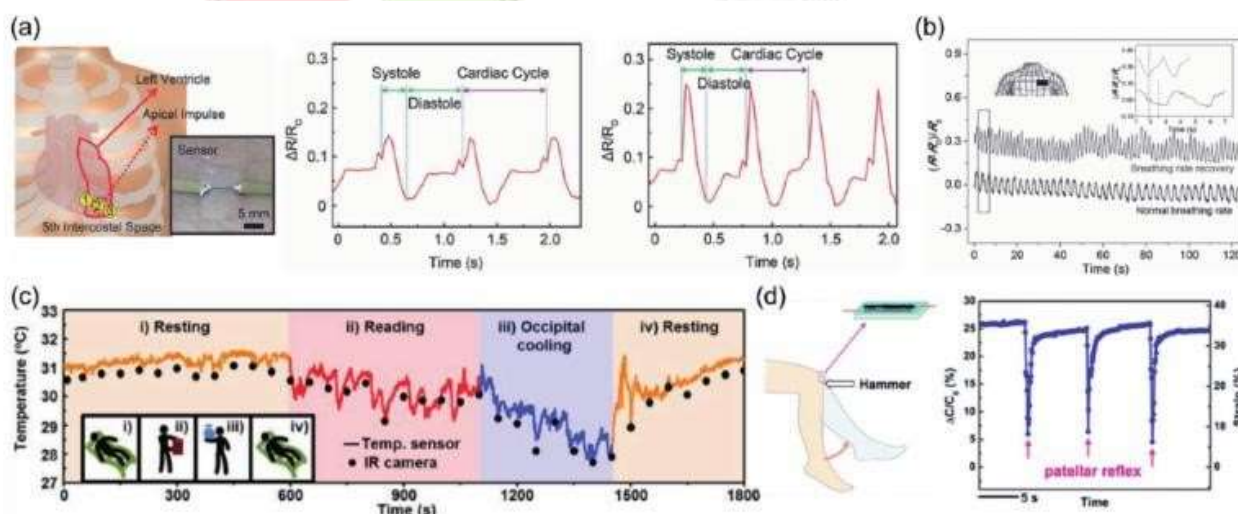 (a)
Left Ventricle
Apical Impulse
Sensor
5 mm
5th Intercostal Space
0.3
0.2
0.1
0
ΔR/R₀
Systole
Cardiac Cycle
Diastole
0.0 0.5 1.0 1.5 2.0
Time (s)
0.3
0.2
0.1
0
ΔR/R₀
Systole
Cardiac Cycle
Diastole
0.0 0.5 1.0 1.5 2.0
Time (s)
(b)
0.9
0.6
0.3
0.0
-0.3
Time (s)
Breathing rate recovery
Normal breathing rate
0 20 40 60 80 100 120
Time (s)
(c)
34
33
32
31
30
29
28
27
Temperature (°C)
i) Resting
ii) Reading
iii) Occipital
cooling
iv) Resting
i)
ii)
iii)
iv)
Temp. sensor
IR camera
0 300 600 900 1200 1500 1800
Time (s)
(d)
Hammer
30
25
20
15
10
5
0
ΔC/C₀ (%)
40
30
20
10
0
patellar reflex
5 s
Time